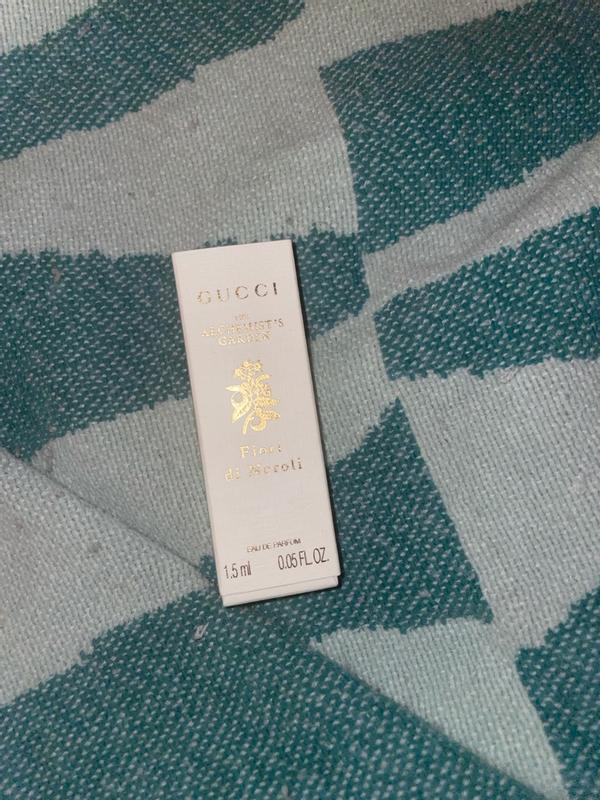 GUCCI
THE
ALCHEMIST'S
GARDEN
Fiori
di Neroli
EAU DE PARFUM
1.5 ml 0.05 FL.OZ.